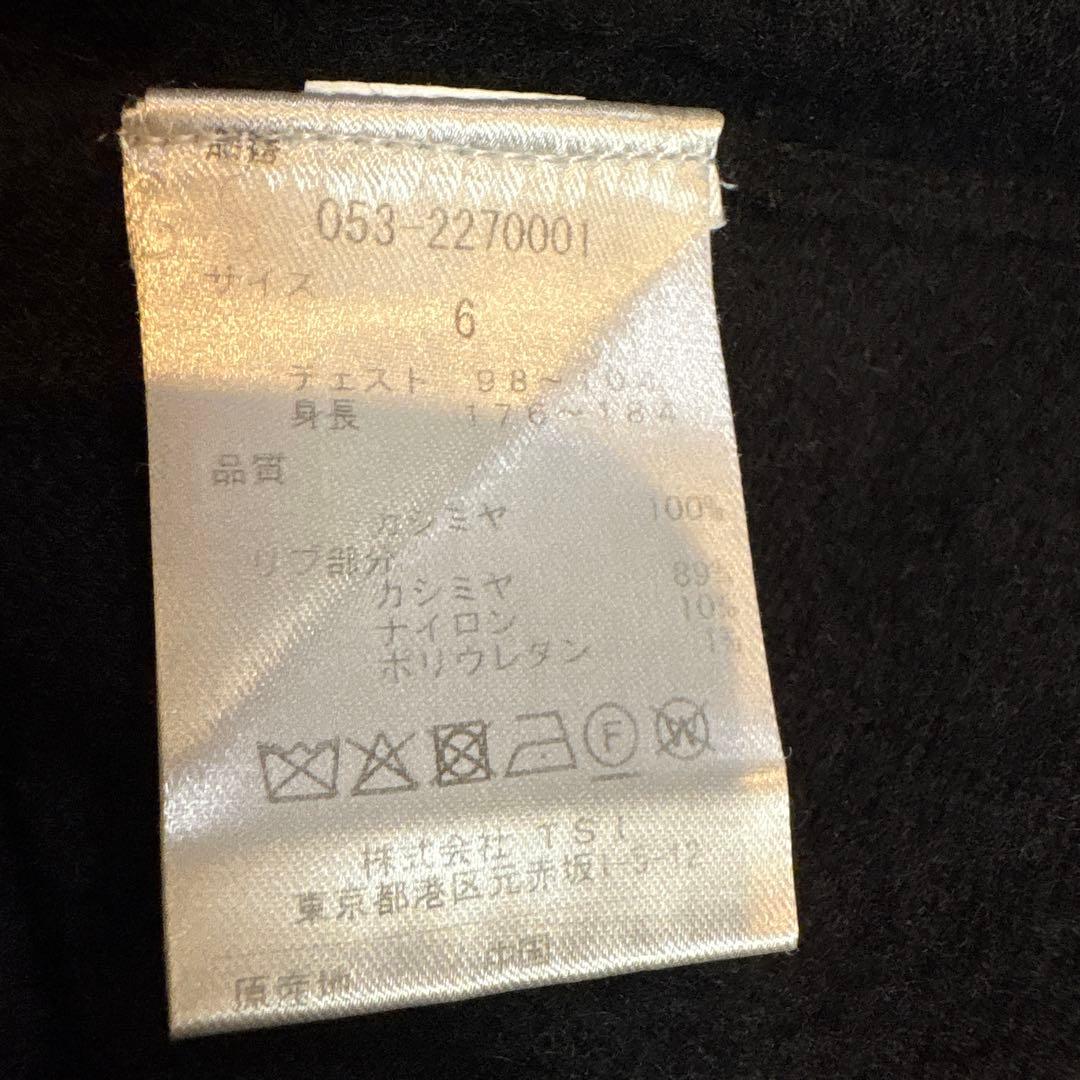 053-2270001
サイズ
6
チェスト 98～104
身長 176～184
品質
カシミヤ 100%
リブ部分
カシミヤ 89%
ナイロン 10%
ポリウレタン 1%
F W
株式会社 TSI
東京都港区元赤坂1-5-12
中国
原産地